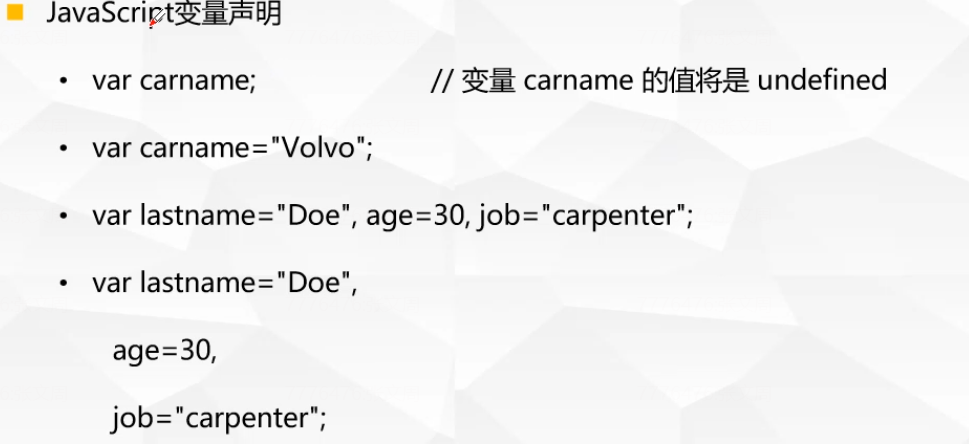 JavaScript变量声明
• var carname; // 变量 carname 的值将是 undefined
• var carname="Volvo";
• var lastname="Doe", age=30, job="carpenter";
• var lastname="Doe",
age=30,
job="carpenter";